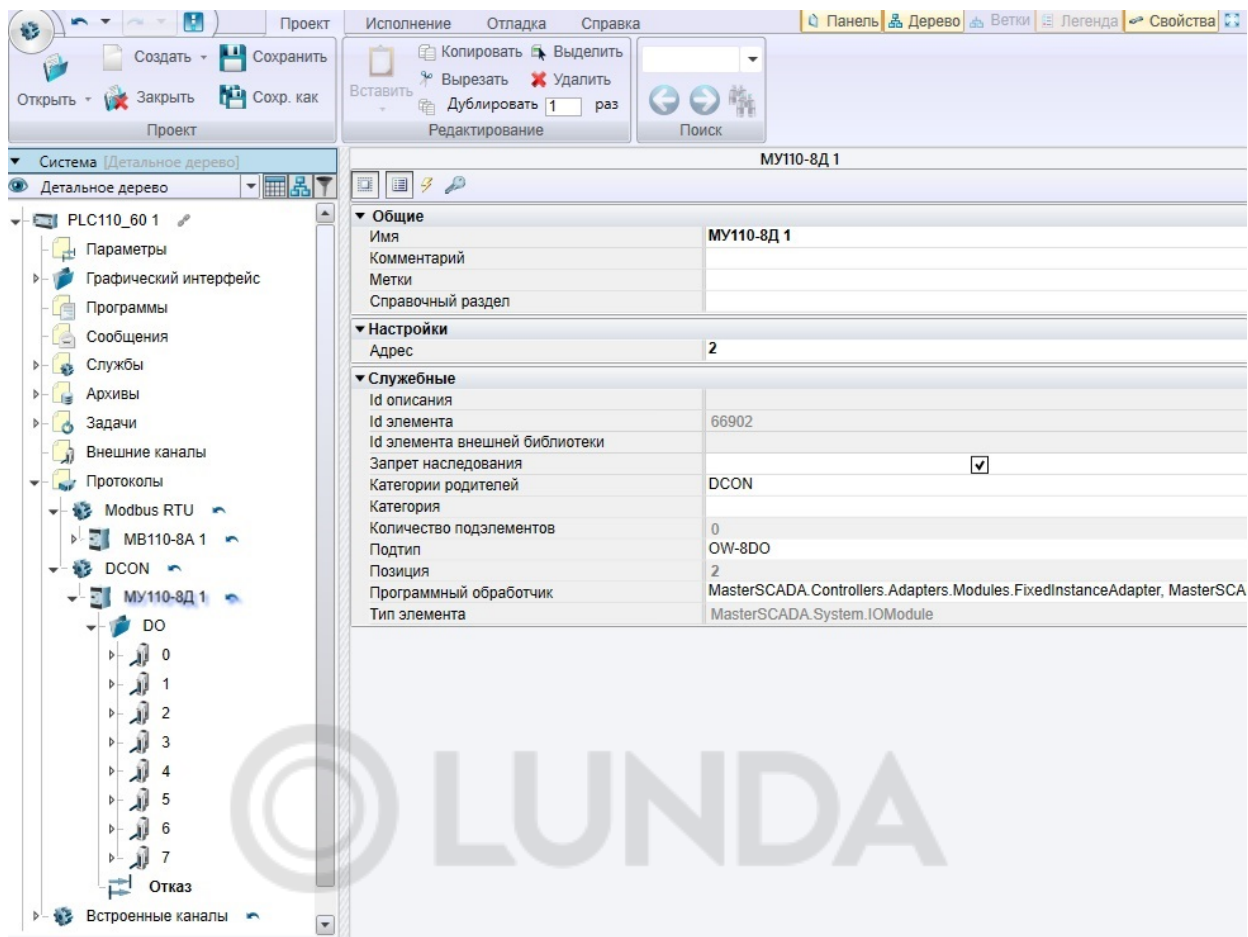 Проект Исполнение Отладка Справка Панель Дерево Ветки Легенда Свойства
Открыть Создать Сохранить Закрыть Сохр. как
Проект
Вставить Копировать Выделить
Вырезать Удалить
Дублировать 1 раз
Редактирование
Поиск
Система [Детальное дерево]
Детальное дерево
PLC110_60 1
Параметры
Графический интерфейс
Программы
Сообщения
Службы
Архивы
Задачи
Внешние каналы
Протоколы
Modbus RTU
МВ110-8А 1
DCON
МУ110-8Д 1
DO
0
1
2
3
4
5
6
7
Отказ
Встроенные каналы
МУ110-8Д 1
Общие
Имя МУ110-8Д 1
Комментарий
Метки
Справочный раздел
Настройки
Адрес 2
Служебные
Id описания
Id элемента 66902
Id элемента внешней библиотеки
Запрет наследования
Категории родителей DCON
Категория
Количество подэлементов 0
Подтип OW-8DO
Позиция 2
Программный обработчик MasterSCADA.Controllers.Adapters.Modules.FixedInstanceAdapter, MasterSCA
Тип элемента MasterSCADA.System.IOModule
LUNDA